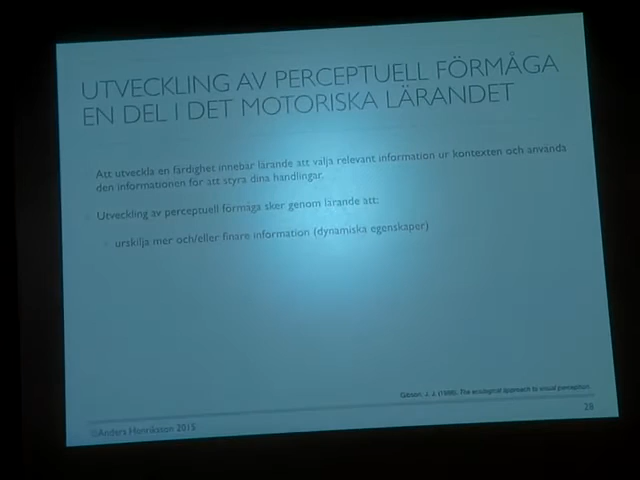 UTVECKLING AV PERCEPTUELL FÖRMÅGA
EN DEL I DET MOTORISKA LÄRANDET
Att utveckla en färdighet innebär lärande att välja relevant information ur kontexten och använda
den informationen för att styra dina handlingar.
Utveckling av perceptuell förmåga sker genom lärande att:
urskilja mer och/eller finare information (dynamiska egenskaper)
Gibson, J. J. (1986). The ecological approach to visual perception.
28
©Anders Henriksson 2015